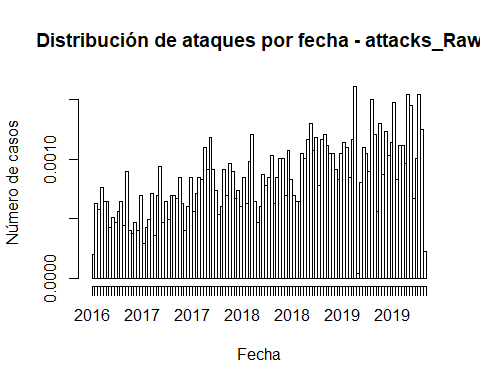 Distribución de ataques por fecha - attacks_Raw
Número de casos
0.0010
0.0000
2016 2017 2017 2018 2018 2019 2019
Fecha